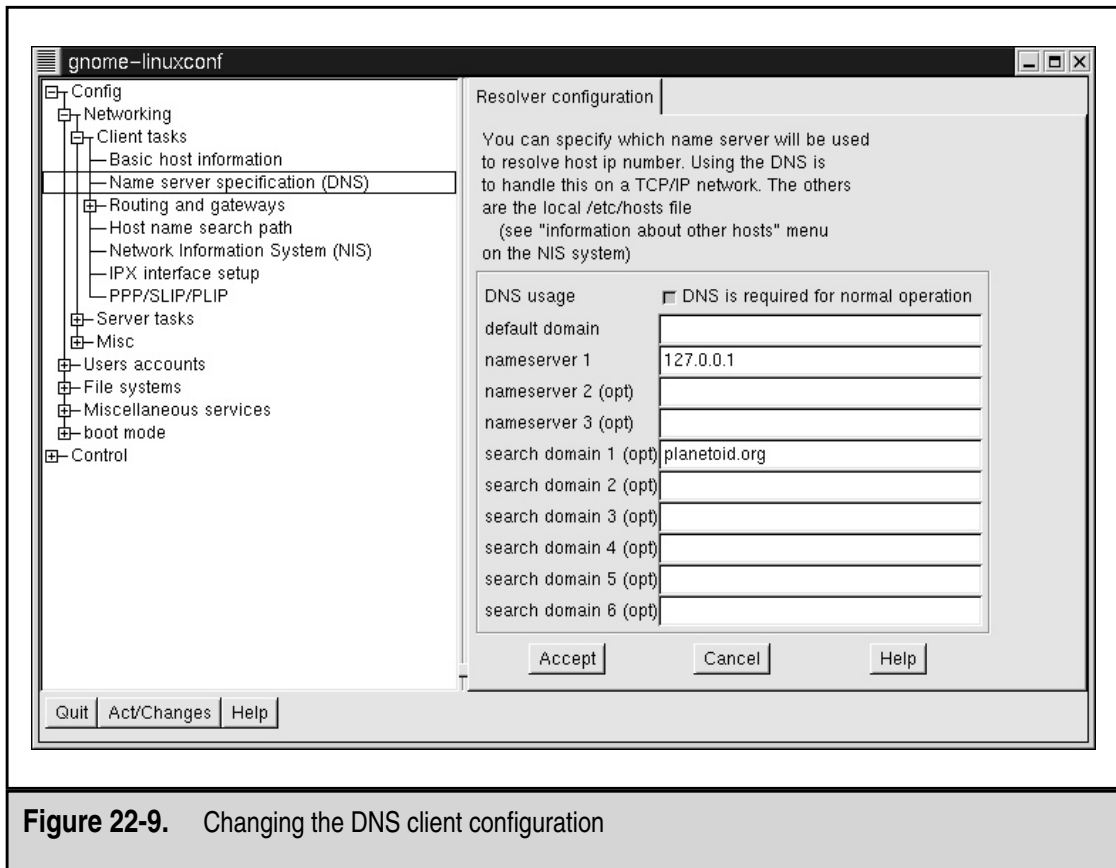 gnome-linuxconf
Config
Networking
Client tasks
Basic host information
Name server specification (DNS)
Routing and gateways
Host name search path
Network Information System (NIS)
IPX interface setup
PPP/SLIP/PLIP
Server tasks
Misc
Users accounts
File systems
Miscellaneous services
boot mode
Control
Resolver configuration
You can specify which name server will be used
to resolve host ip number. Using the DNS is
to handle this on a TCP/IP network. The others
are the local /etc/hosts file
(see "information about other hosts" menu
on the NIS system)
DNS usage DNS is required for normal operation
default domain
nameserver 1 127.0.0.1
nameserver 2 (opt)
nameserver 3 (opt)
search domain 1 (opt) planetoid.org
search domain 2 (opt)
search domain 3 (opt)
search domain 4 (opt)
search domain 5 (opt)
search domain 6 (opt)
Accept Cancel Help
Quit Act/Changes Help
Figure 22-9. Changing the DNS client configuration